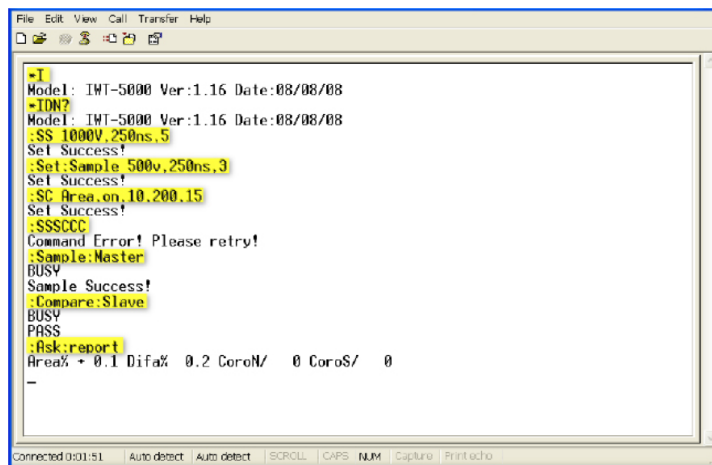 File Edit View Call Transfer Help
*I
Model: IWT-5000 Ver:1.16 Date:08/08/08
*IDN?
Model: IWT-5000 Ver:1.16 Date:08/08/08
:SS 1000V,250ns,5
Set Success!
:Set:Sample 500v,250ns,3
Set Success!
:SC Area,on,10,200,15
Set Success!
:SSSCCC
Command Error! Please retry!
:Sample:Master
BUSY
Sample Success!
:Compare:Slave
BUSY
PASS
:Ask:report
Area% + 0.1 Difa% 0.2 CoroN/ 0 CoroS/ 0
_
Connected 0:01:51 Auto detect Auto detect SCROLL CAPS NUM Capture Print echo